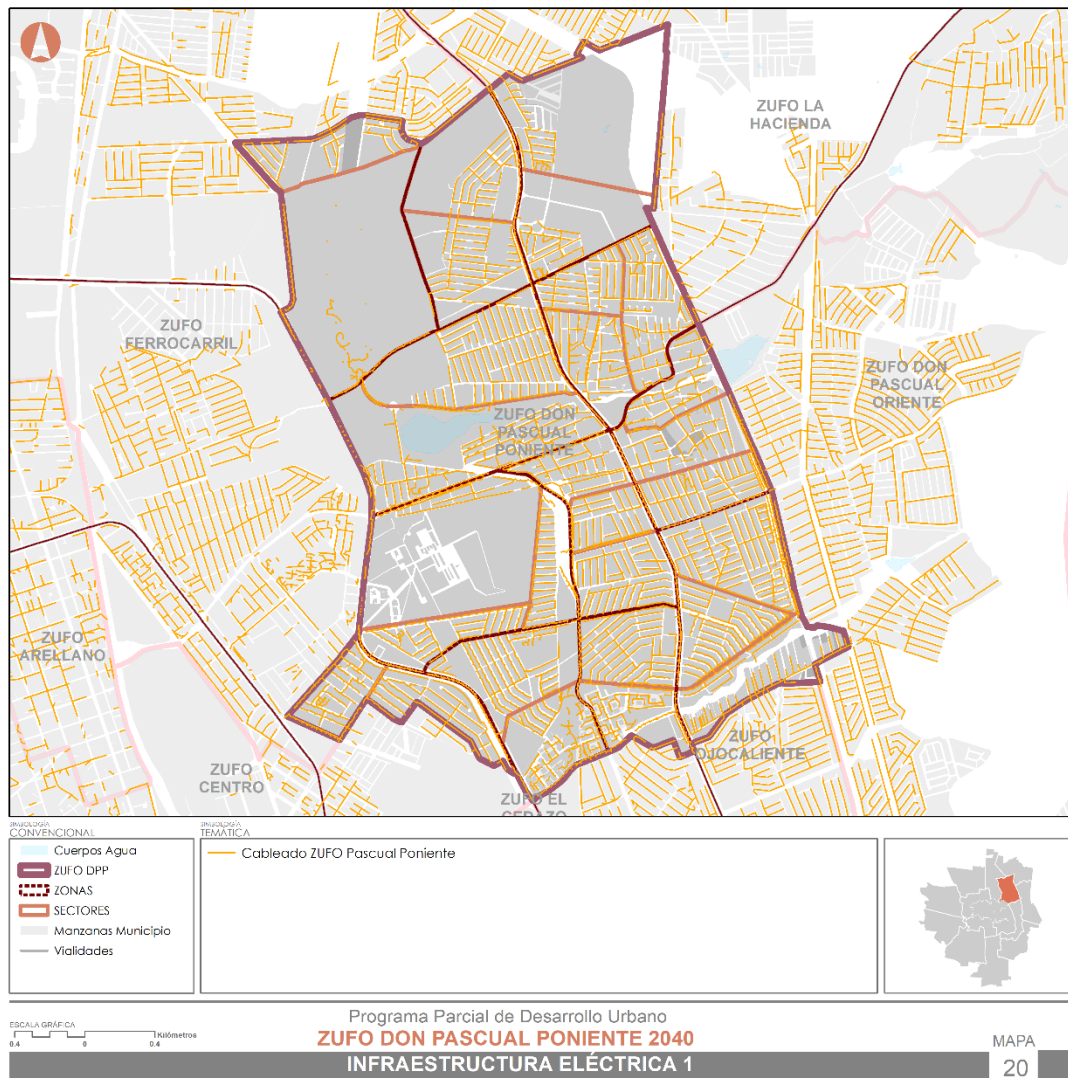 ZUFO LA
HACIENDA
ZUFO
FERROCARRIL
ZUFO DON
PASCUAL
ORIENTE
ZUFO DON
PASCUAL
PONIENTE
ZUFO
ARELLANO
ZUFO
CENTRO
ZUFO
OJOCALIENTE
ZUFO EL
CERAZO
SIMBOLOGÍA
CONVENCIONAL
Cuerpos Agua
ZUFO DPP
ZONAS
SECTORES
Manzanas Municipio
Vialidades
SIMBOLOGÍA
TEMÁTICA
Cableado ZUFO Pascual Poniente
ESCALA GRÁFICA
0.4 0 0.4 Kilómetros
Programa Parcial de Desarrollo Urbano
ZUFO DON PASCUAL PONIENTE 2040
INFRAESTRUCTURA ELÉCTRICA 1
MAPA
20